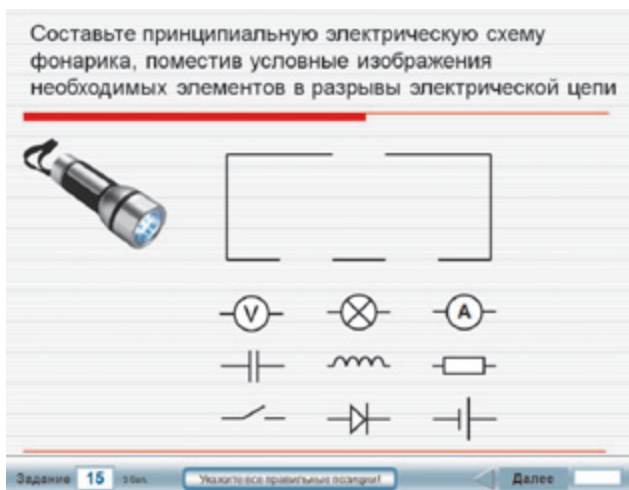 Составьте принципиальную электрическую схему
фонарика, поместив условные изображения
необходимых элементов в разрывы электрической цепи
V
A
Задание 15
Укажите все правильные позиции!
Далее